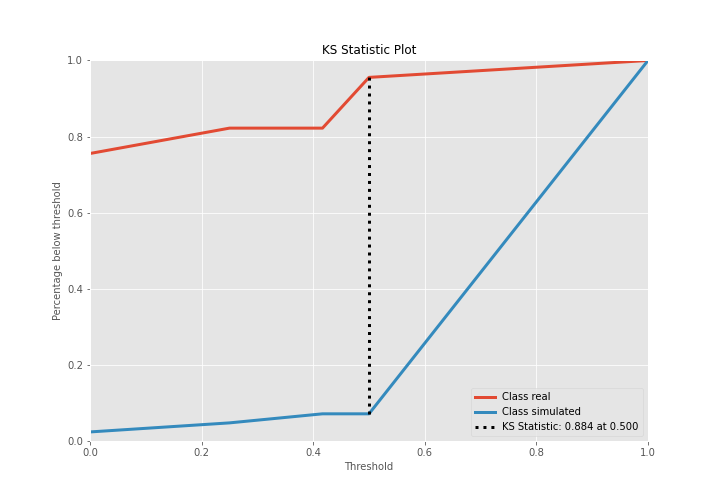 KS Statistic Plot
1.0
0.8
0.6
0.4
0.2
0.0
Percentage below threshold
0.0 0.2 0.4 0.6 0.8 1.0
Threshold
Class real
Class simulated
KS Statistic: 0.884 at 0.500